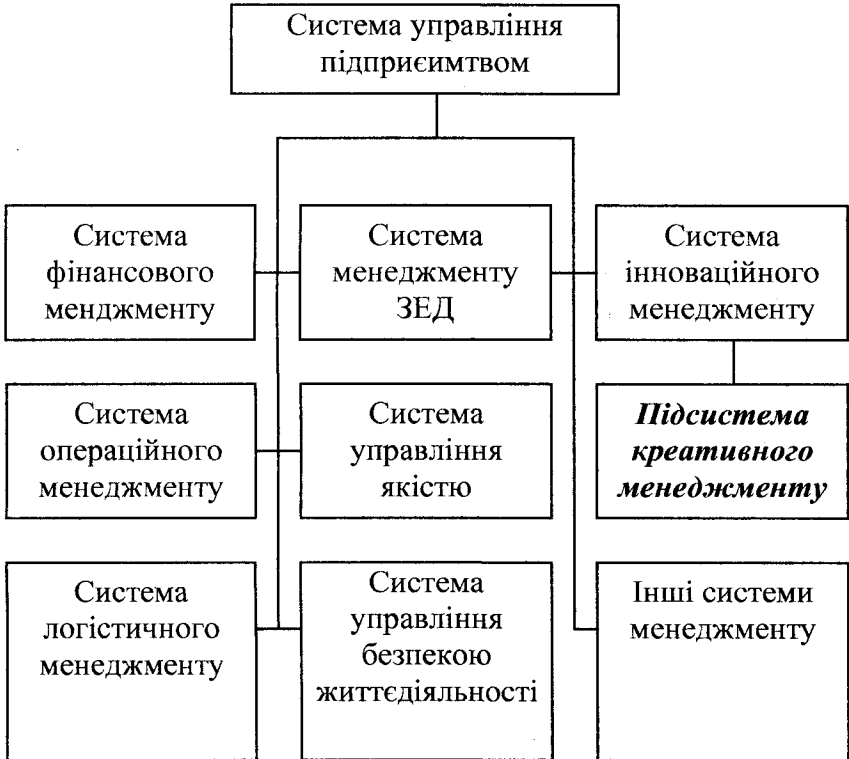 Система управління
підприєимтвом
Система
фінансового
менджменту
Система
менеджменту
ЗЕД
Система
інноваційного
менеджменту
Система
операційного
менеджменту
Система
управління
якістю
Підсистема
креативного
менеджменту
Система
логістичного
менеджменту
Система
управління
безпекою
життєдіяльності
Інші системи
менеджменту